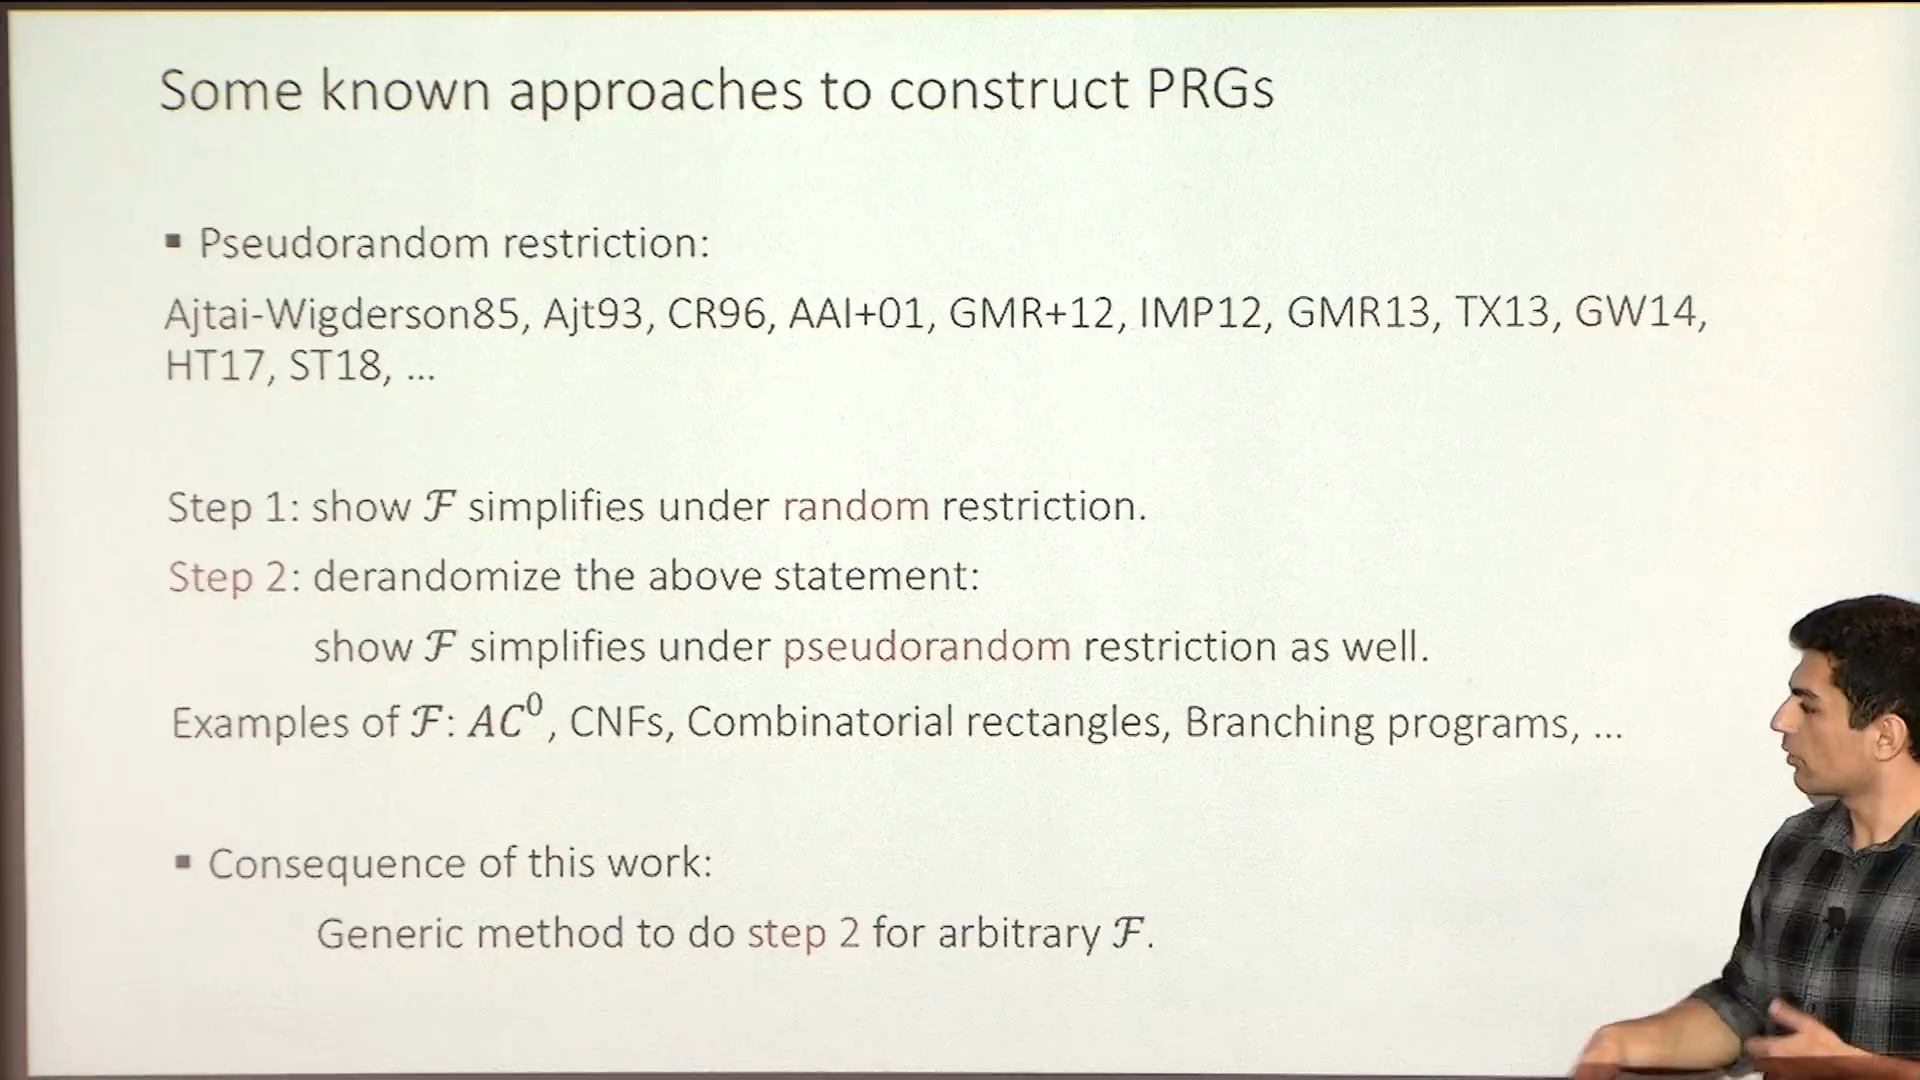 Some known approaches to construct PRGs
▪ Pseudorandom restriction:
Ajtai-Wigderson85, Ajt93, CR96, AAI+01, GMR+12, IMP12, GMR13, TX13, GW14,
HT17, ST18, ...
Step 1: show ℱ simplifies under random restriction.
Step 2: derandomize the above statement:
show ℱ simplifies under pseudorandom restriction as well.
Examples of ℱ: AC⁰, CNFs, Combinatorial rectangles, Branching programs, ...
▪ Consequence of this work:
Generic method to do step 2 for arbitrary ℱ.